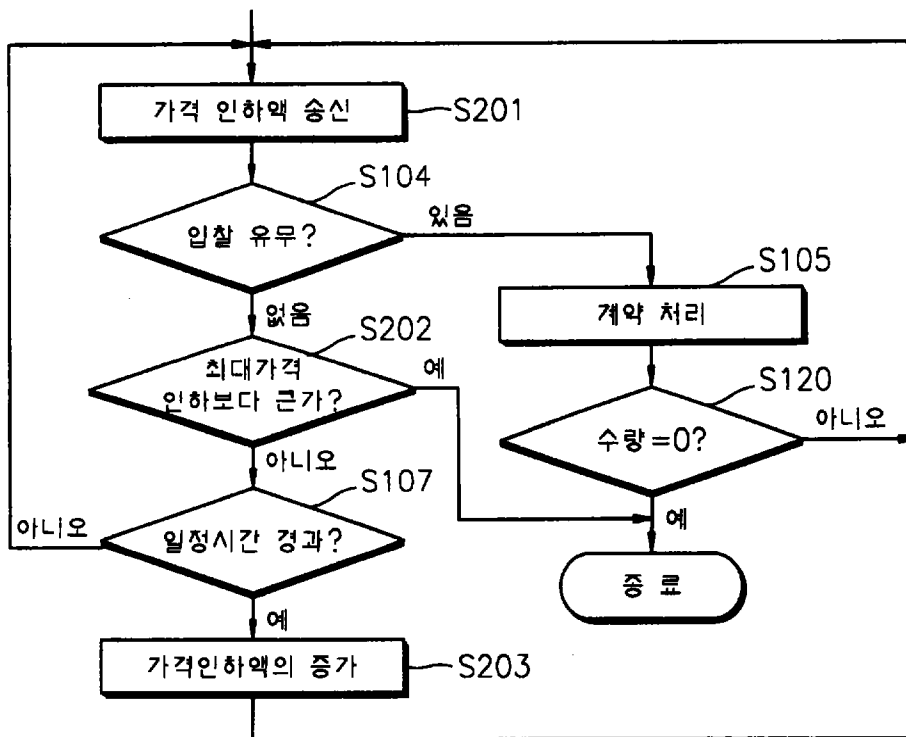 가격 인하액 송신
S201
S104
입찰 유무?
있음
S105
계약 처리
없음
S202
최대가격
인하보다 큰가?
예
S120
수량=0?
아니오
아니오
S107
일정시간 경과?
아니오
예
종 료
예
가격인하액의 증가
S203